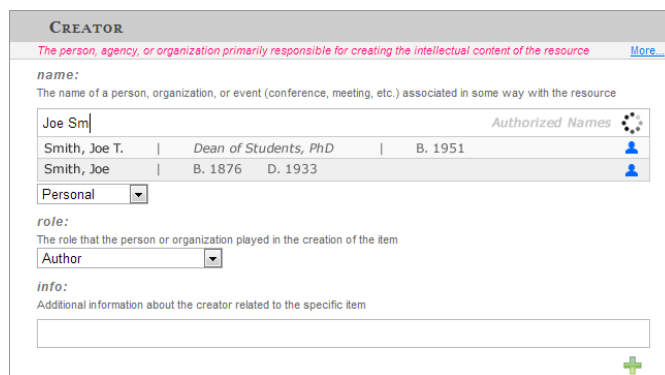 CREATOR
The person, agency, or organization primarily responsible for creating the intellectual content of the resource More...
name:
The name of a person, organization, or event (conference, meeting, etc.) associated in some way with the resource
Joe Sm Authorized Names
Smith, Joe T. | Dean of Students, PhD | B. 1951
Smith, Joe | B. 1876 D. 1933
Personal
role:
The role that the person or organization played in the creation of the item
Author
info:
Additional information about the creator related to the specific item